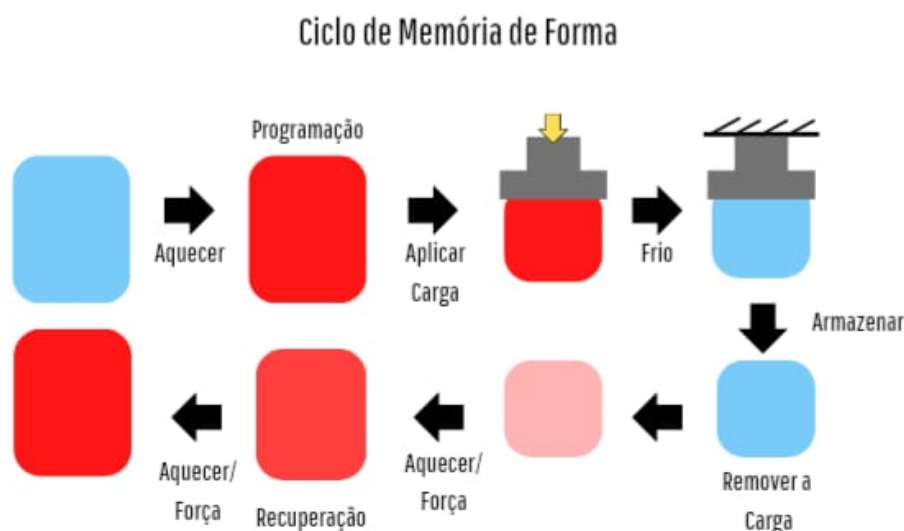 Ciclo de Memória de Forma
Programação
Aquecer
Aplicar
Carga
Frio
Armazenar
Aquecer/
Força
Recuperação
Aquecer/
Força
Remover a
Carga